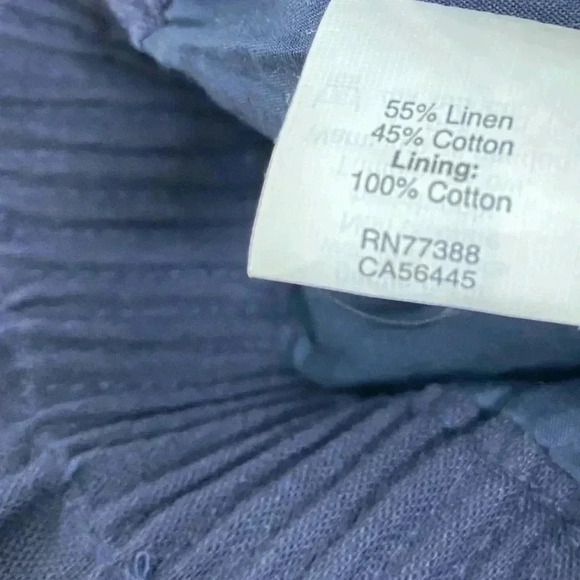 55% Linen
45% Cotton
Lining:
100% Cotton
RN77388
CA56445